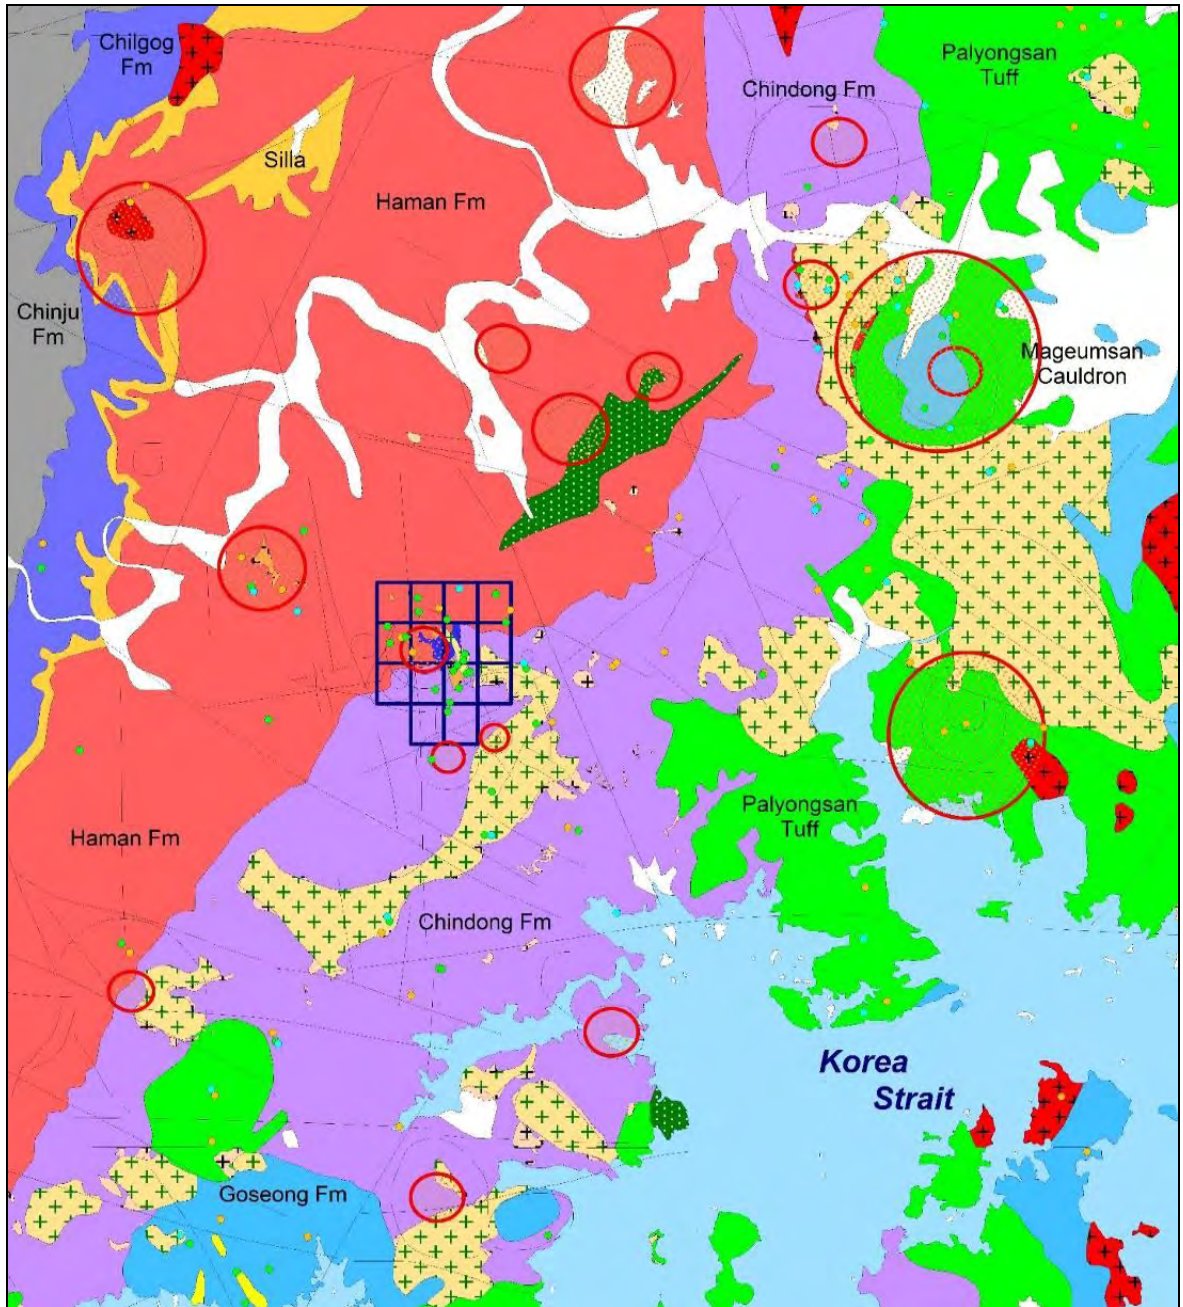 Chilgog
Fm
Palyongsan
Tuff
Chindong Fm
Silla
Haman Fm
Chinju
Fm
Mageumsan
Cauldron
Palyongsan
Tuff
Haman Fm
Chindong Fm
Korea
Strait
Goseong Fm